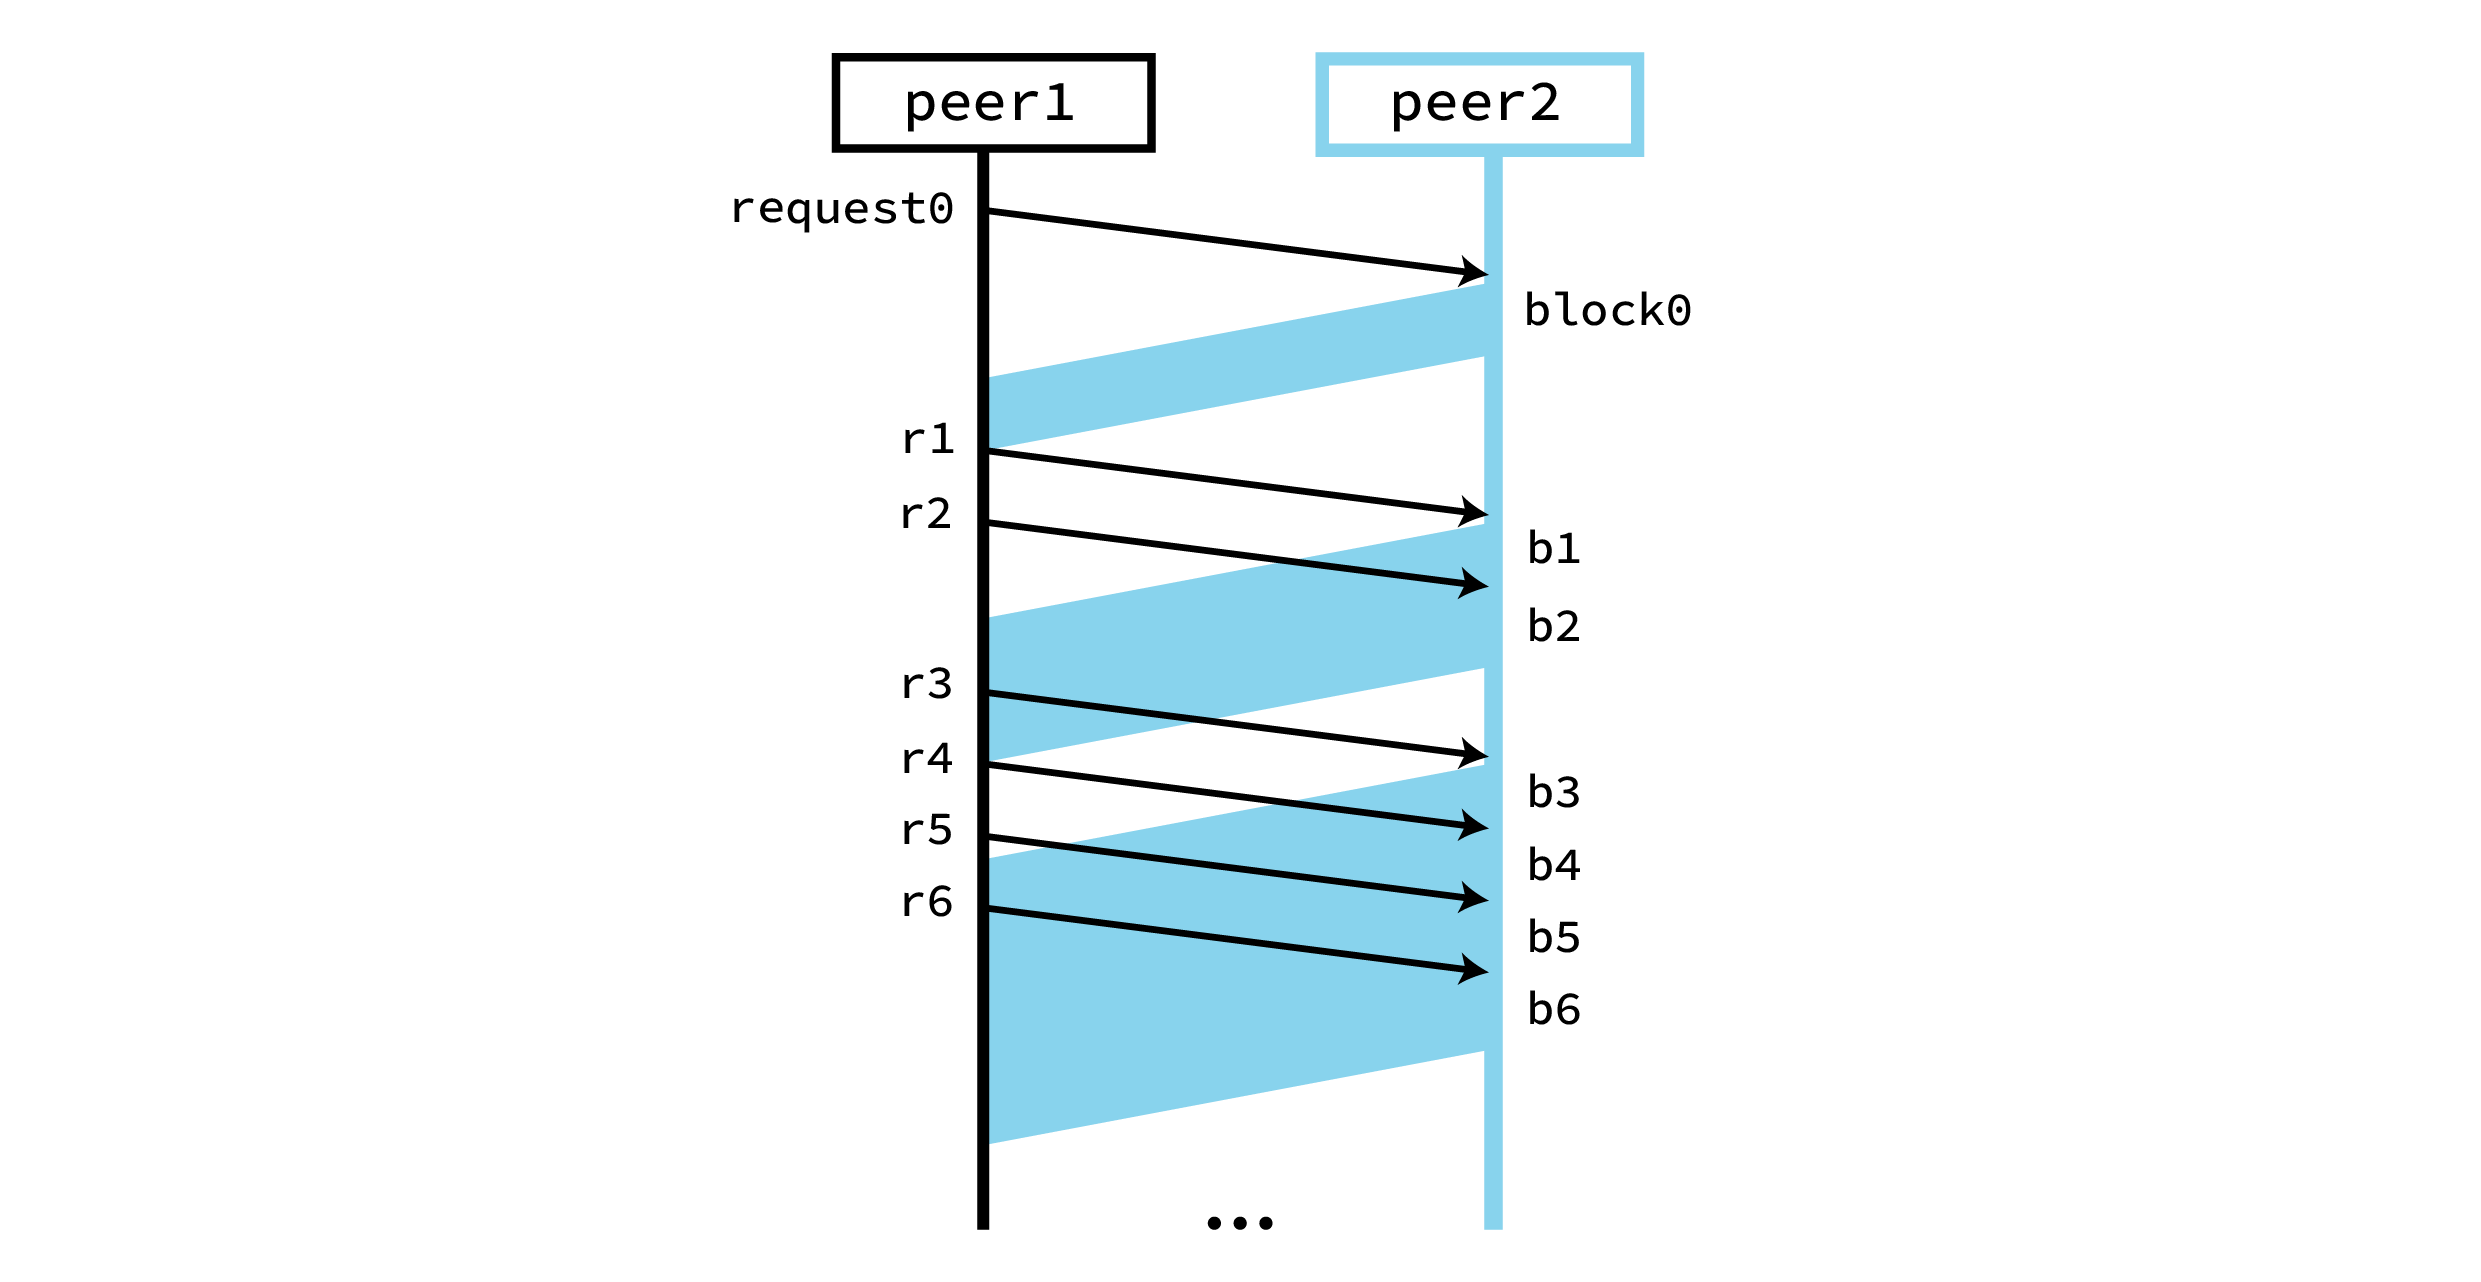 peer1
peer2
request0
block0
r1
r2
b1
b2
r3
r4
b3
r5
b4
r6
b5
b6
...